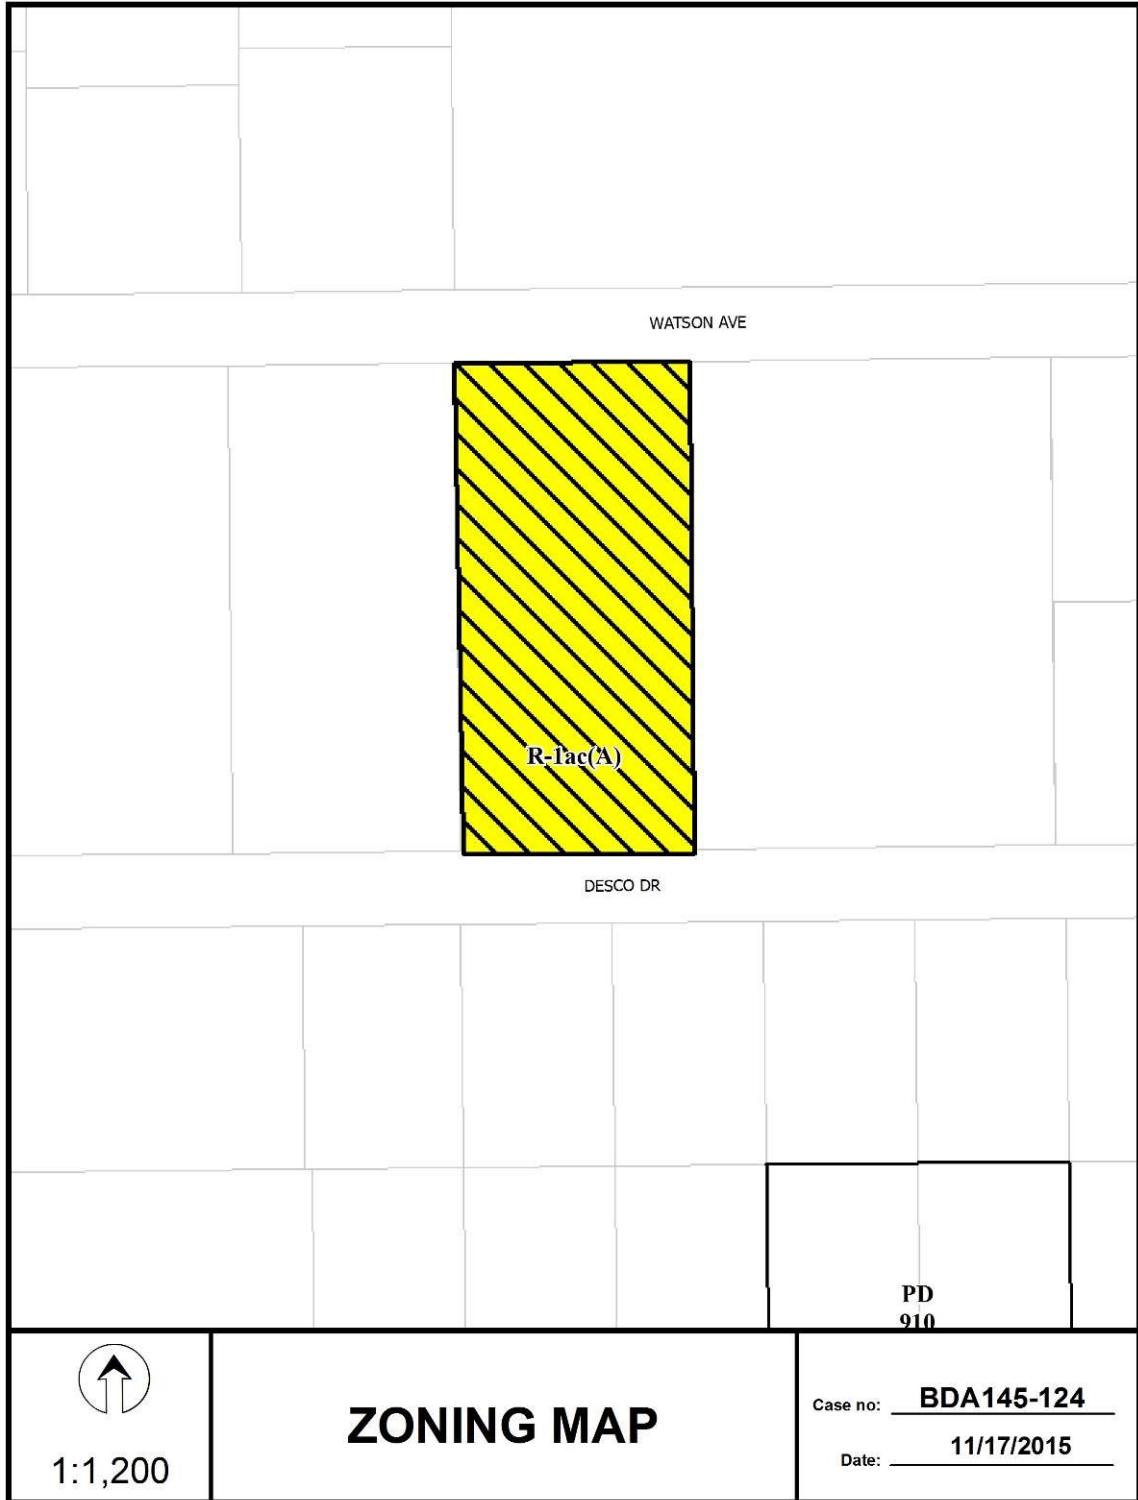 WATSON AVE
R-1ac(A)
DESCO DR
PD
910
1:1,200
ZONING MAP
Case no: BDA145-124
Date: 11/17/2015